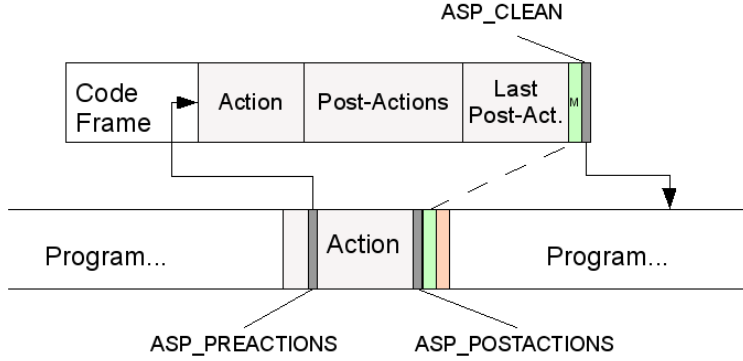 ASP_CLEAN
Code
Frame
Action
Post-Actions
Last
Post-Act.
M
Program...
Action
Program...
ASP_PREACTIONS
ASP_POSTACTIONS